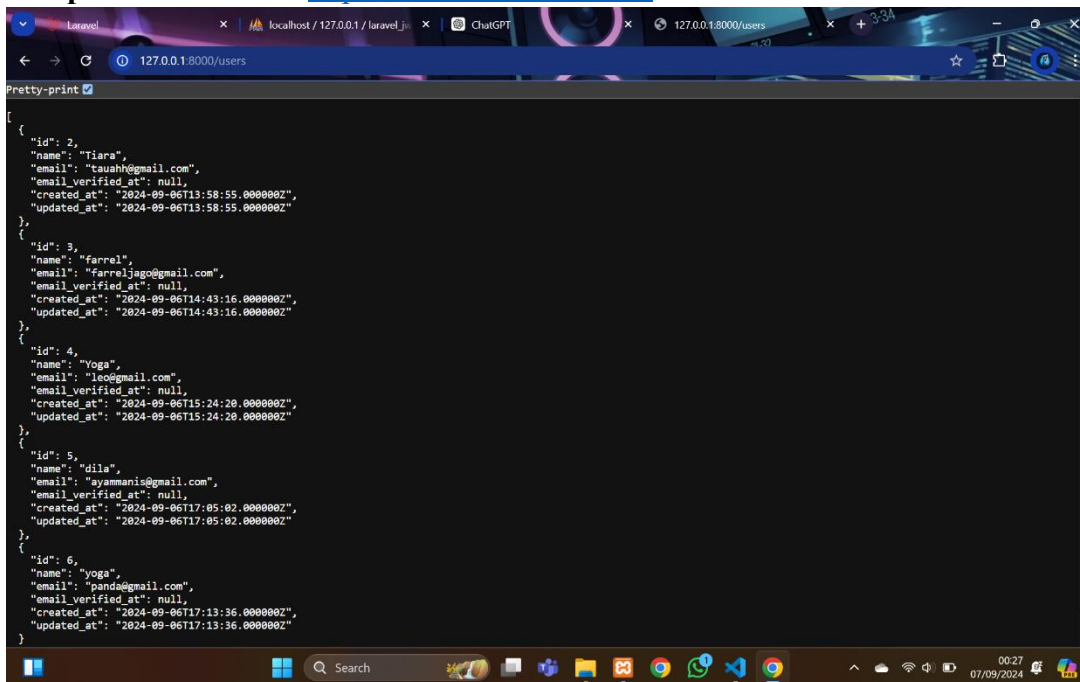 Laravel
localhost / 127.0.0.1 / laravel_jw
ChatGPT
127.0.0.1:8000/users
3-34
127.0.0.1:8000/users
Pretty-print
[
{
"id": 2,
"name": "Tiara",
"email": "tauahh@gmail.com",
"email_verified_at": null,
"created_at": "2024-09-06T13:58:55.000000Z",
"updated_at": "2024-09-06T13:58:55.000000Z"
},
{
"id": 3,
"name": "farrel",
"email": "farreljago@gmail.com",
"email_verified_at": null,
"created_at": "2024-09-06T14:43:16.000000Z",
"updated_at": "2024-09-06T14:43:16.000000Z"
},
{
"id": 4,
"name": "Yoga",
"email": "leo@gmail.com",
"email_verified_at": null,
"created_at": "2024-09-06T15:24:20.000000Z",
"updated_at": "2024-09-06T15:24:20.000000Z"
},
{
"id": 5,
"name": "dila",
"email": "ayammanis@gmail.com",
"email_verified_at": null,
"created_at": "2024-09-06T17:05:02.000000Z",
"updated_at": "2024-09-06T17:05:02.000000Z"
},
{
"id": 6,
"name": "yoga",
"email": "panda@gmail.com",
"email_verified_at": null,
"created_at": "2024-09-06T17:13:36.000000Z",
"updated_at": "2024-09-06T17:13:36.000000Z"
}
Search
00:27
07/09/2024